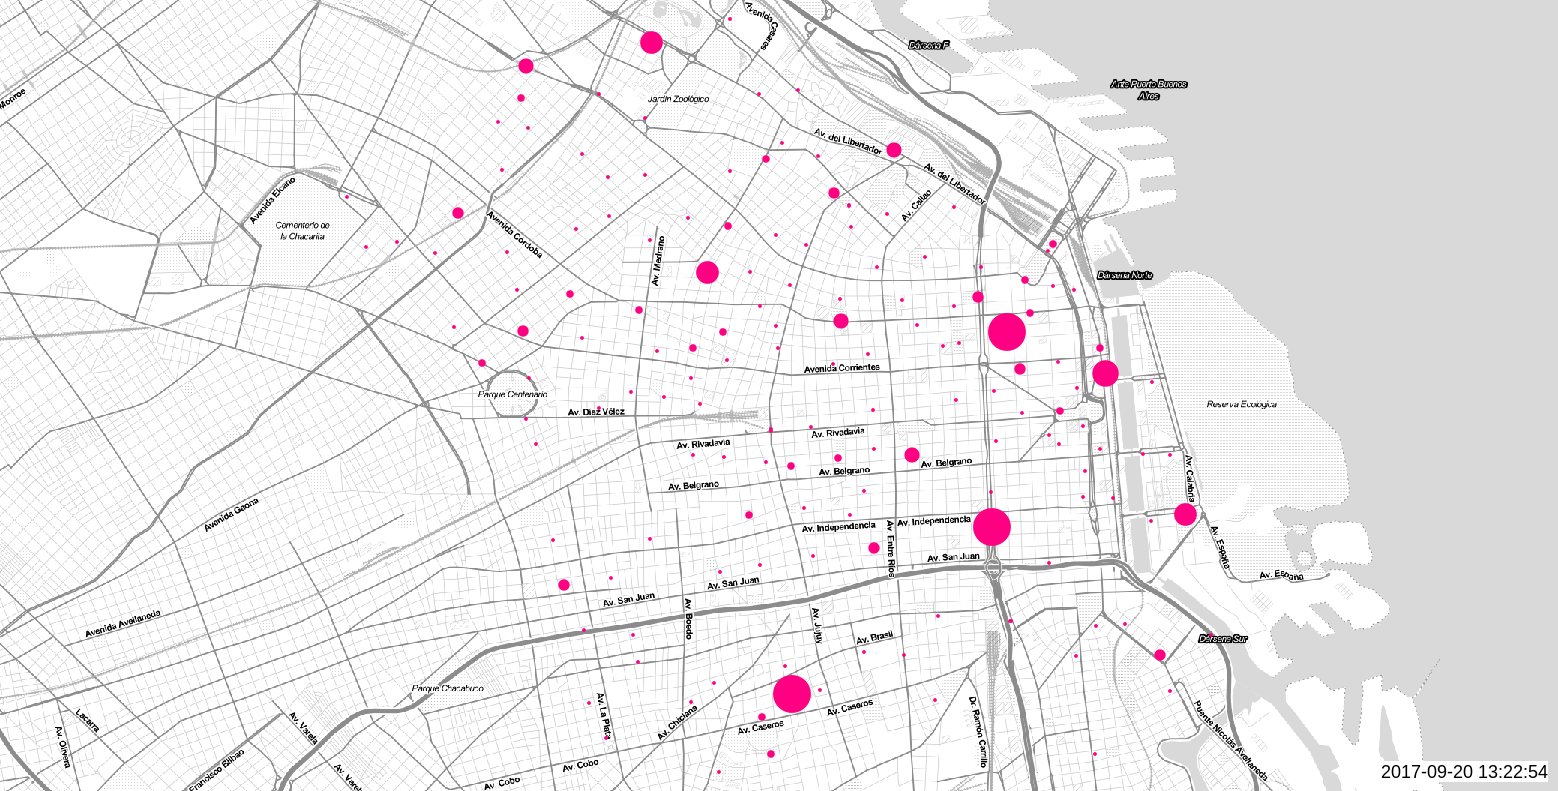 Avenida Casares
Dársena F
Monroe
Jardín Zoológico
Ante Puerto Buenos
Aires
Av. del Libertador
Av. del Libertador
Avenida Elcano
Av. Callao
Cementerio de
la Chacarita
Avenida Córdoba
Av. Medrano
Dársena Norte
Avenida Corrientes
Parque Centenario
Av. Díaz Vélez
Reserva Ecológica
Av. Rivadavia
Av. Rivadavia
Av. Belgrano
Av. Belgrano
Av. Belgrano
Av. Calabria
Avenida Gaona
Av. Independencia
Av. Independencia
Av. Entre Ríos
Av. España
Av. San Juan
Av. España
Av. San Juan
Av. San Juan
Avenida Avellaneda
Av. Boedo
Av. Jujuy
Av. Brasil
Dársena Sur
Parque Chacabuco
Av. La Plata
Av. Chiclana
Av. Caseros
Av. Caseros
Dr. Ramón Carrillo
Puente Nicolás Avellaneda
Lacarra
Av. Olivera
Av. Varela
Francisco Bilbao
Av. Cobo
Av. Cobo
2017-09-20 13:22:54